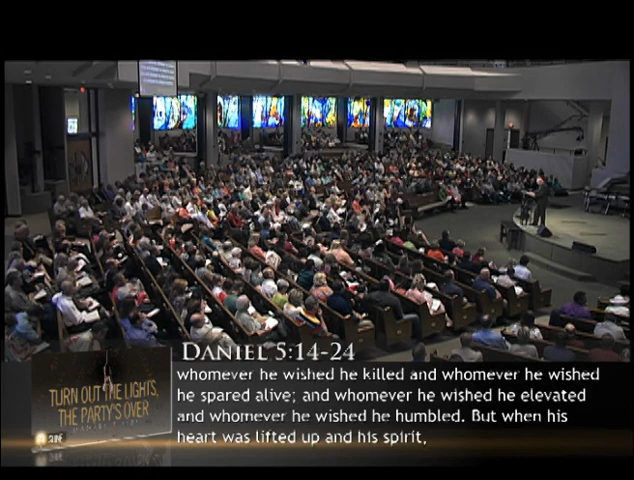 DANIEL 5:14-24
whomever he wished he killed and whomever he wished
he spared alive; and whomever he wished he elevated
and whomever he wished he humbled. But when his
heart was lifted up and his spirit,
TURN OUT THE LIGHTS,
THE PARTY'S OVER